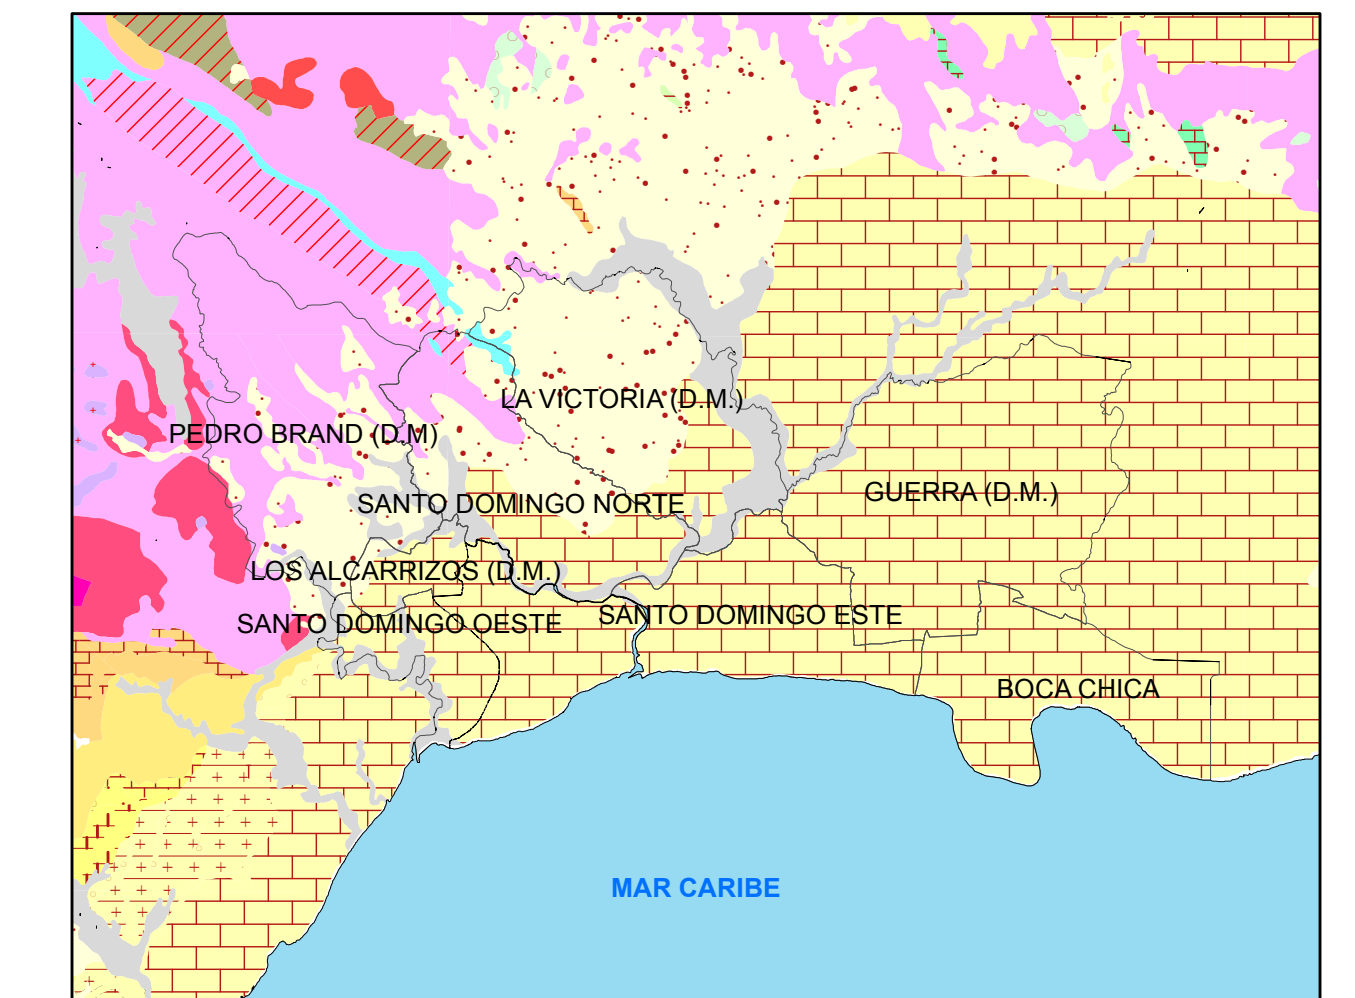 LA VICTORIA (D.M.)
PEDRO BRAND (D.M)
GUERRA (D.M.)
SANTO DOMINGO NORTE
LOS ALCARRIZOS (D.M.)
SANTO DOMINGO ESTE
SANTO DOMINGO OESTE
BOCA CHICA
MAR CARIBE